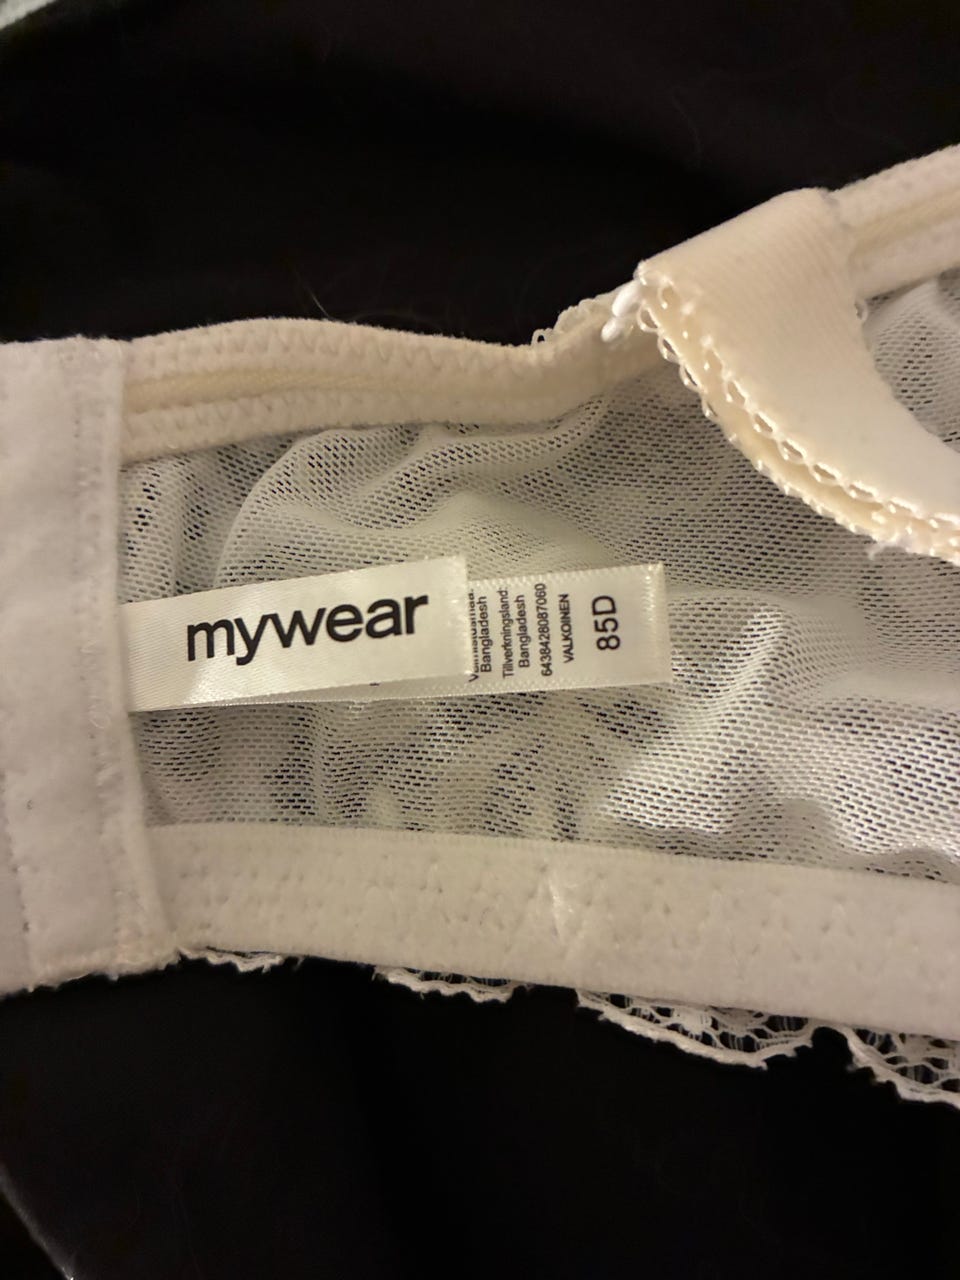 mywear
Bangladesh
Tillverkningsland:
Bangladesh
6438428087060
VALKOINEN
85D